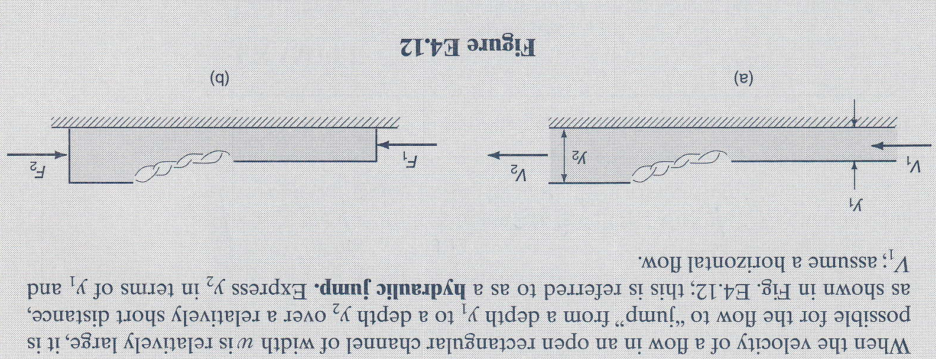 When the velocity of a flow in an open rectangular channel of width w is relatively large, it is
possible for the flow to “jump” from a depth y₁ to a depth y₂ over a relatively short distance,
as shown in Fig. E4.12; this is referred to as a hydraulic jump. Express y₂ in terms of y₁ and
V₁; assume a horizontal flow.
y₁
V₁
y₂
V₂
F₁
F₂
(a)
(b)
Figure E4.12